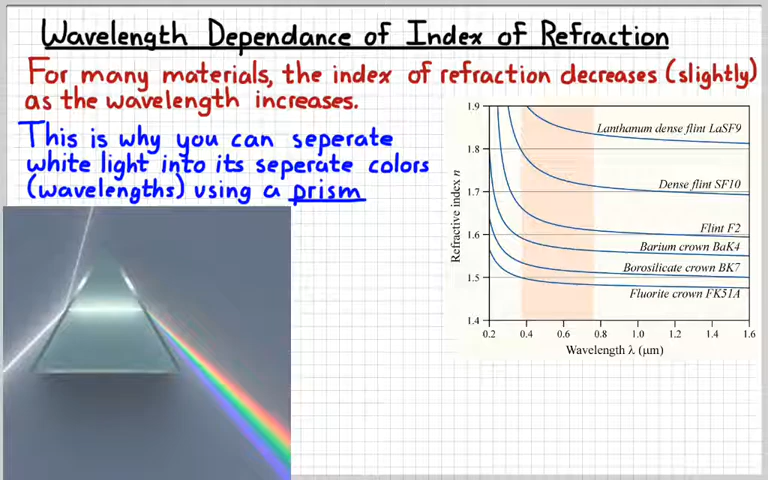 Wavelength Dependance of Index of Refraction
For many materials, the index of refraction decreases (slightly)
as the wavelength increases.
This is why you can seperate
white light into its seperate colors
(wavelengths) using a prism
Refractive index n
1.9
1.8
1.7
1.6
1.5
1.4
Lanthanum dense flint LaSF9
Dense flint SF10
Flint F2
Barium crown BaK4
Borosilicate crown BK7
Fluorite crown FK51A
0.2 0.4 0.6 0.8 1.0 1.2 1.4 1.6
Wavelength λ (μm)